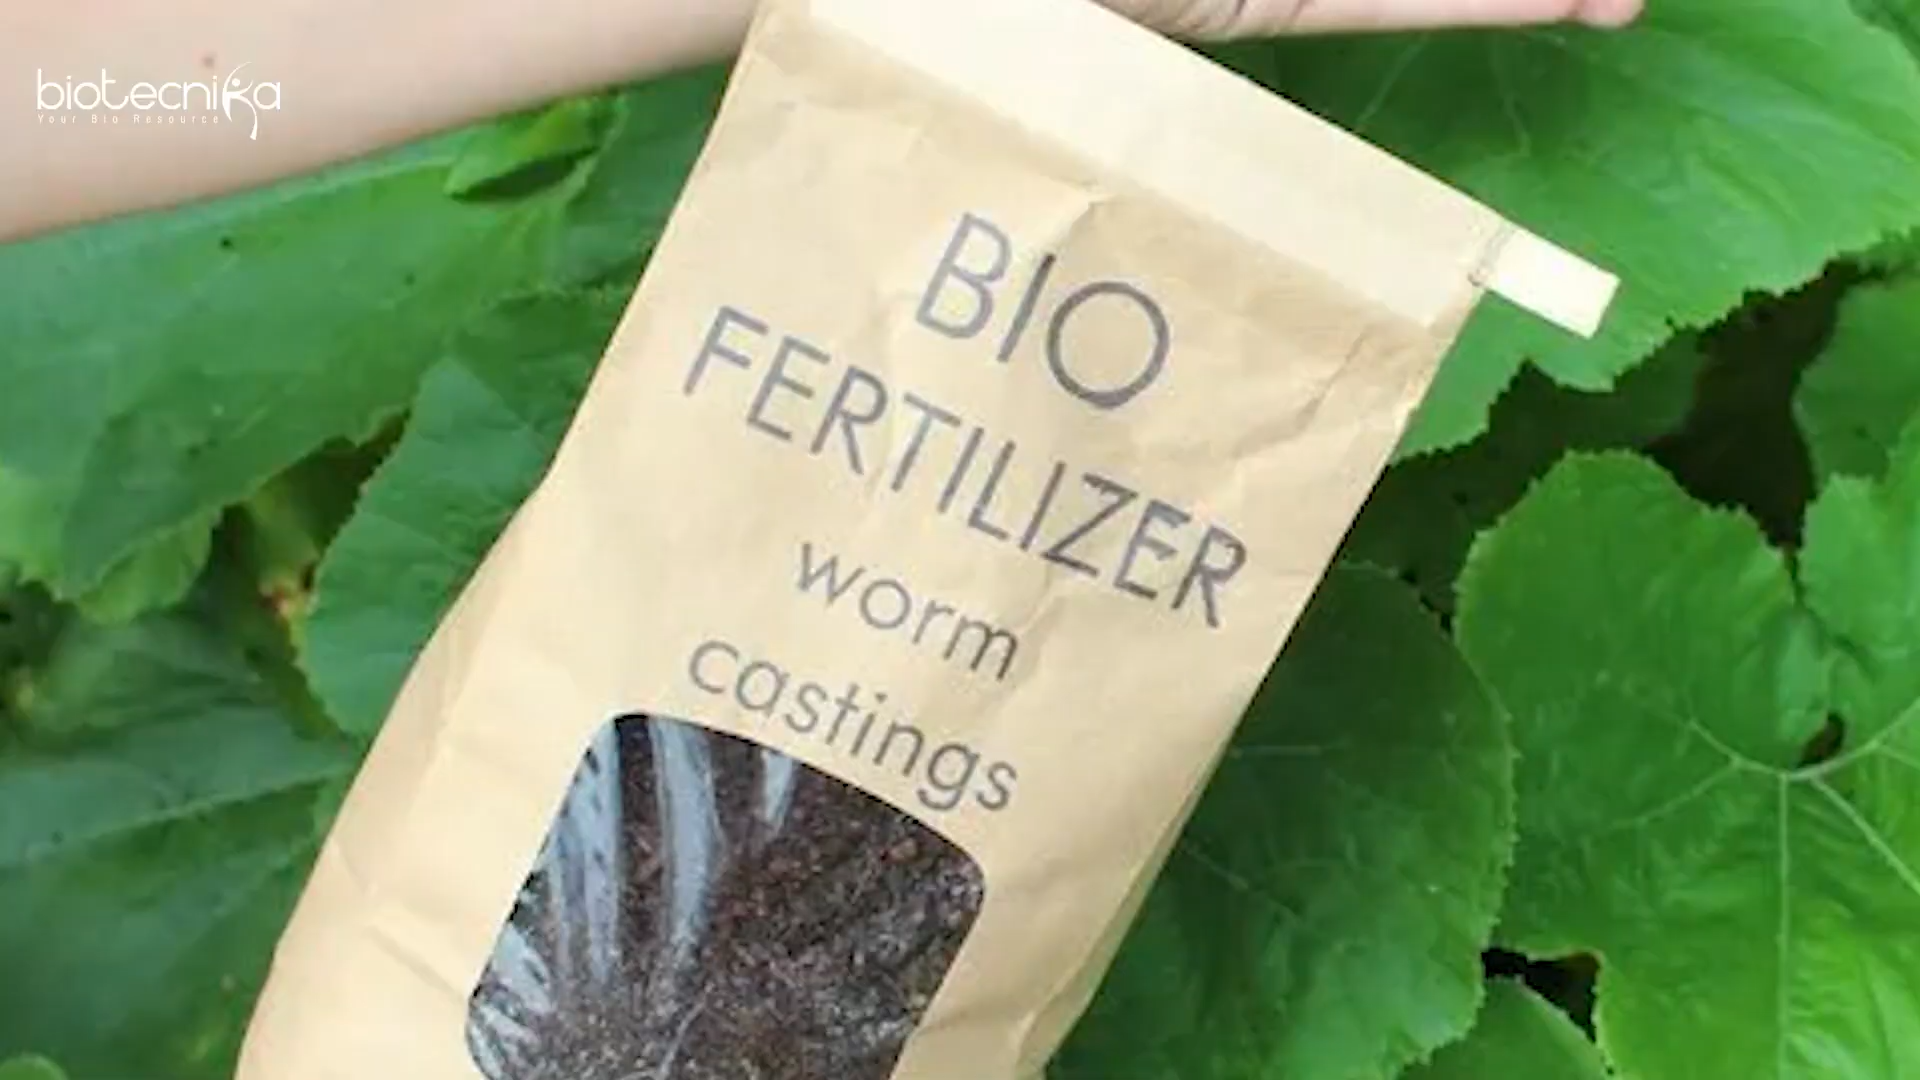 biotecnika
Your Bio Resource
BIO
FERTILIZER
worm
castings